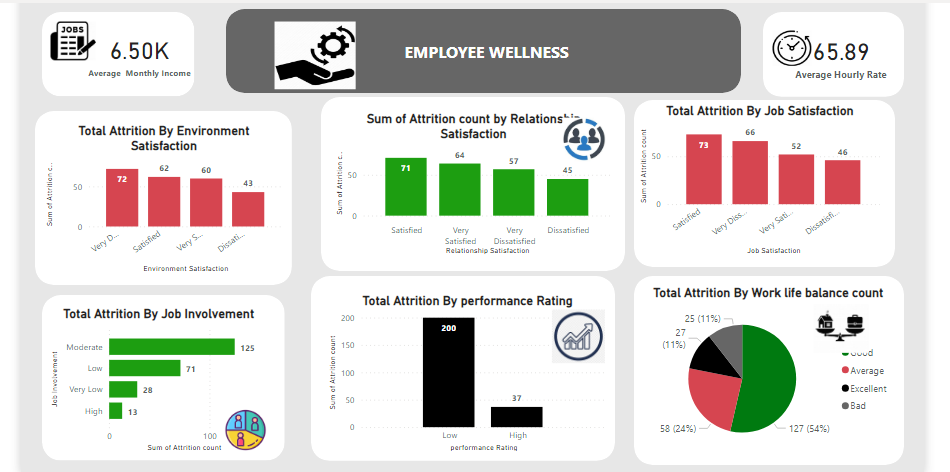 JOBS
6.50K
Average Monthly Income
EMPLOYEE WELLNESS
65.89
Average Hourly Rate
Total Attrition By Environment
Satisfaction
Sum of Attrition c...
50
0
72
62
60
43
Very D...
Satisfied
Very S...
Dissati...
Environment Satisfaction
Sum of Attrition count by Relationship
Satisfaction
Sum of Attrition c...
50
0
71
64
57
45
Satisfied
Very
Satisfied
Very
Dissatisfied
Dissatisfied
Relationship Satisfaction
Total Attrition By Job Satisfaction
Sum of Attrition count
50
0
73
66
52
46
Satisfied
Very Diss...
Very Sati...
Dissatisfi...
Job Satisfaction
Total Attrition By Job Involvement
Job Involvement
Moderate
125
Low
71
Very Low
28
High
13
0
100
Sum of Attrition count
Total Attrition By performance Rating
Sum of Attrition count
200
150
100
50
0
200
37
Low
High
performance Rating
Total Attrition By Work life balance count
25 (11%)
27
(11%)
58 (24%)
127 (54%)
Good
Average
Excellent
Bad